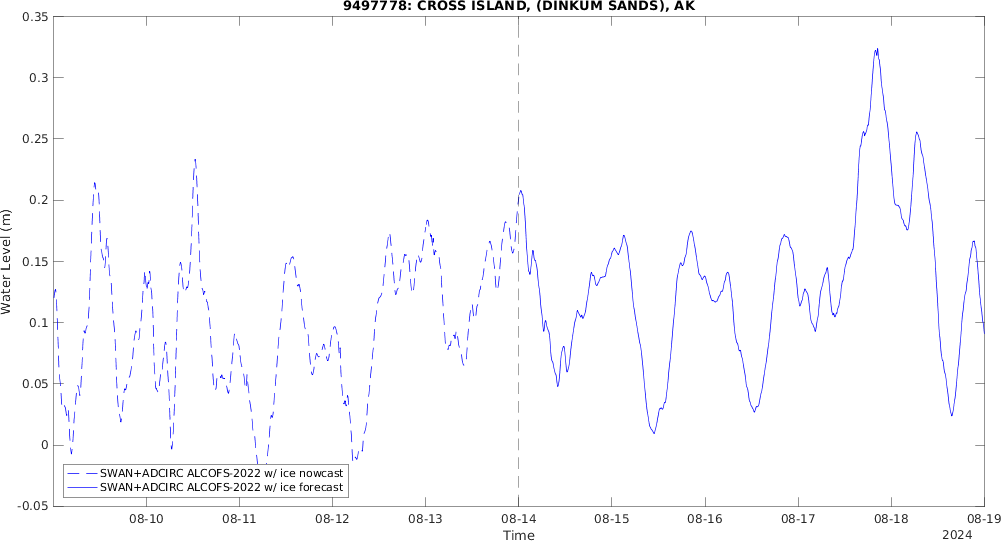 9497778: CROSS ISLAND, (DINKUM SANDS), AK
0.35
0.3
0.25
0.2
0.15
0.1
0.05
0
-0.05
Water Level (m)
SWAN+ADCIRC ALCOFS-2022 w/ ice nowcast
SWAN+ADCIRC ALCOFS-2022 w/ ice forecast
08-10 08-11 08-12 08-13 08-14 08-15 08-16 08-17 08-18 08-19
Time
2024